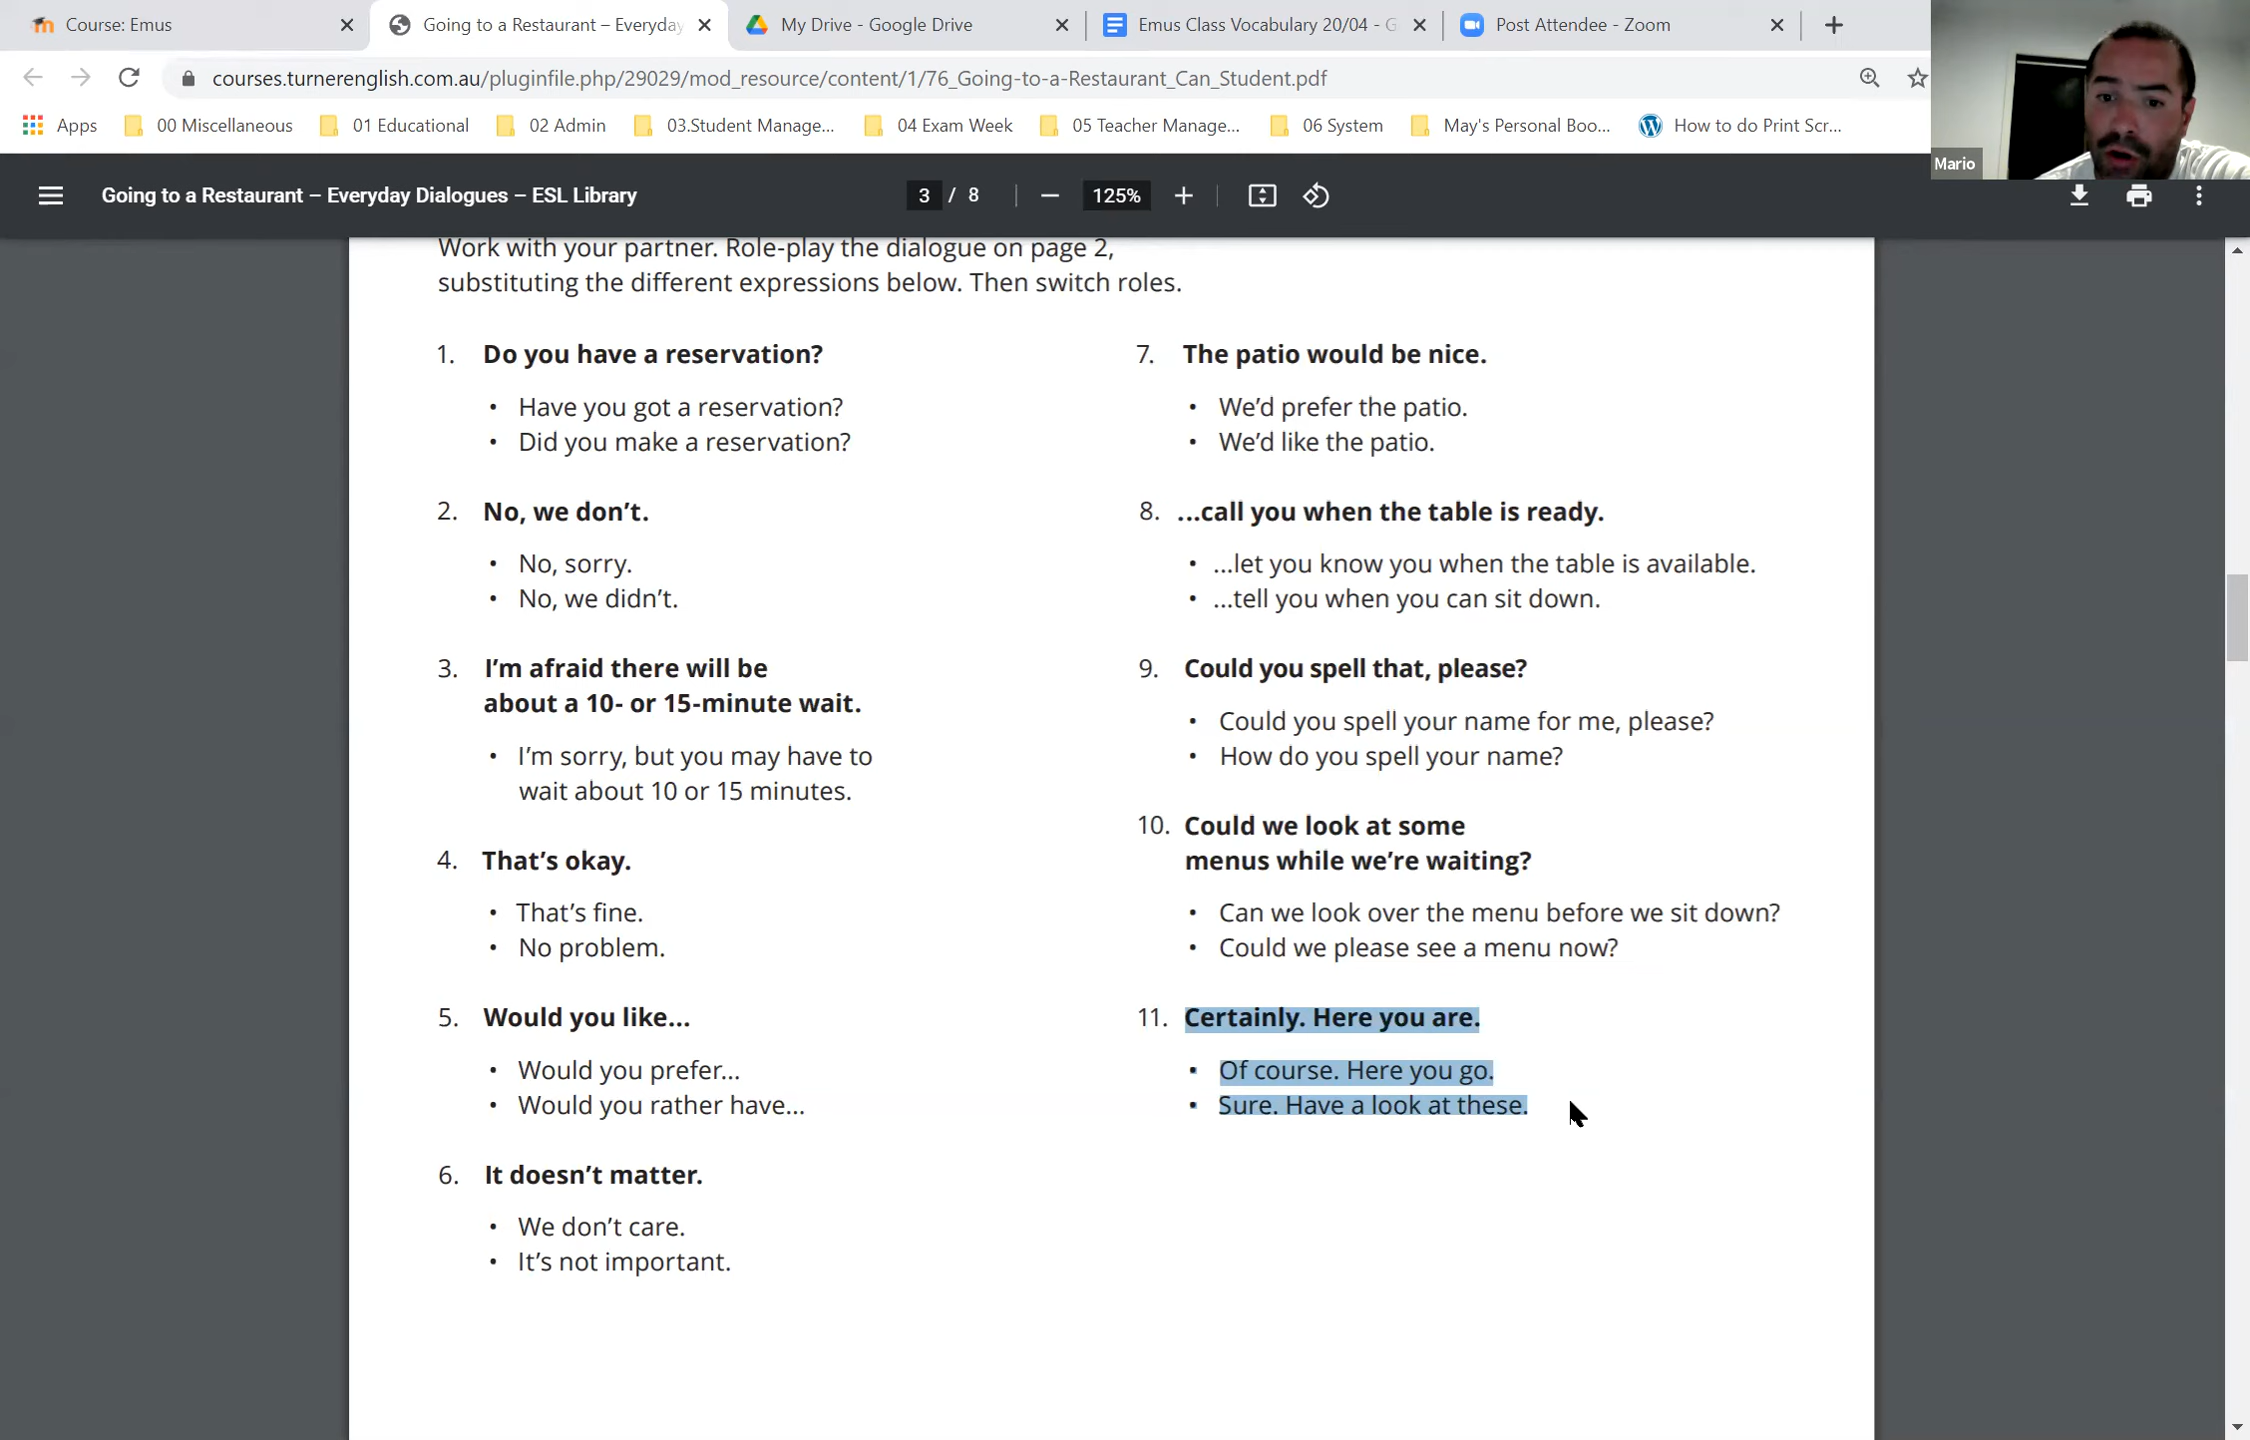 Course: Emus
Going to a Restaurant – Everyday
My Drive - Google Drive
Emus Class Vocabulary 20/04 - G
Post Attendee - Zoom
courses.turnerenglish.com.au/pluginfile.php/29029/mod_resource/content/1/76_Going-to-a-Restaurant_Can_Student.pdf
Apps
00 Miscellaneous
01 Educational
02 Admin
03.Student Manage...
04 Exam Week
05 Teacher Manage...
06 System
May's Personal Boo...
How to do Print Scr...
Mario
Going to a Restaurant – Everyday Dialogues – ESL Library
3 / 8
125%
Work with your partner. Role-play the dialogue on page 2,
substituting the different expressions below. Then switch roles.
1. Do you have a reservation?
• Have you got a reservation?
• Did you make a reservation?
2. No, we don’t.
• No, sorry.
• No, we didn’t.
3. I’m afraid there will be
about a 10- or 15-minute wait.
• I’m sorry, but you may have to
wait about 10 or 15 minutes.
4. That’s okay.
• That’s fine.
• No problem.
5. Would you like...
• Would you prefer...
• Would you rather have...
6. It doesn’t matter.
• We don’t care.
• It’s not important.
7. The patio would be nice.
• We’d prefer the patio.
• We’d like the patio.
8. ...call you when the table is ready.
• ...let you know you when the table is available.
• ...tell you when you can sit down.
9. Could you spell that, please?
• Could you spell your name for me, please?
• How do you spell your name?
10. Could we look at some
menus while we’re waiting?
• Can we look over the menu before we sit down?
• Could we please see a menu now?
11. Certainly. Here you are.
• Of course. Here you go.
• Sure. Have a look at these.